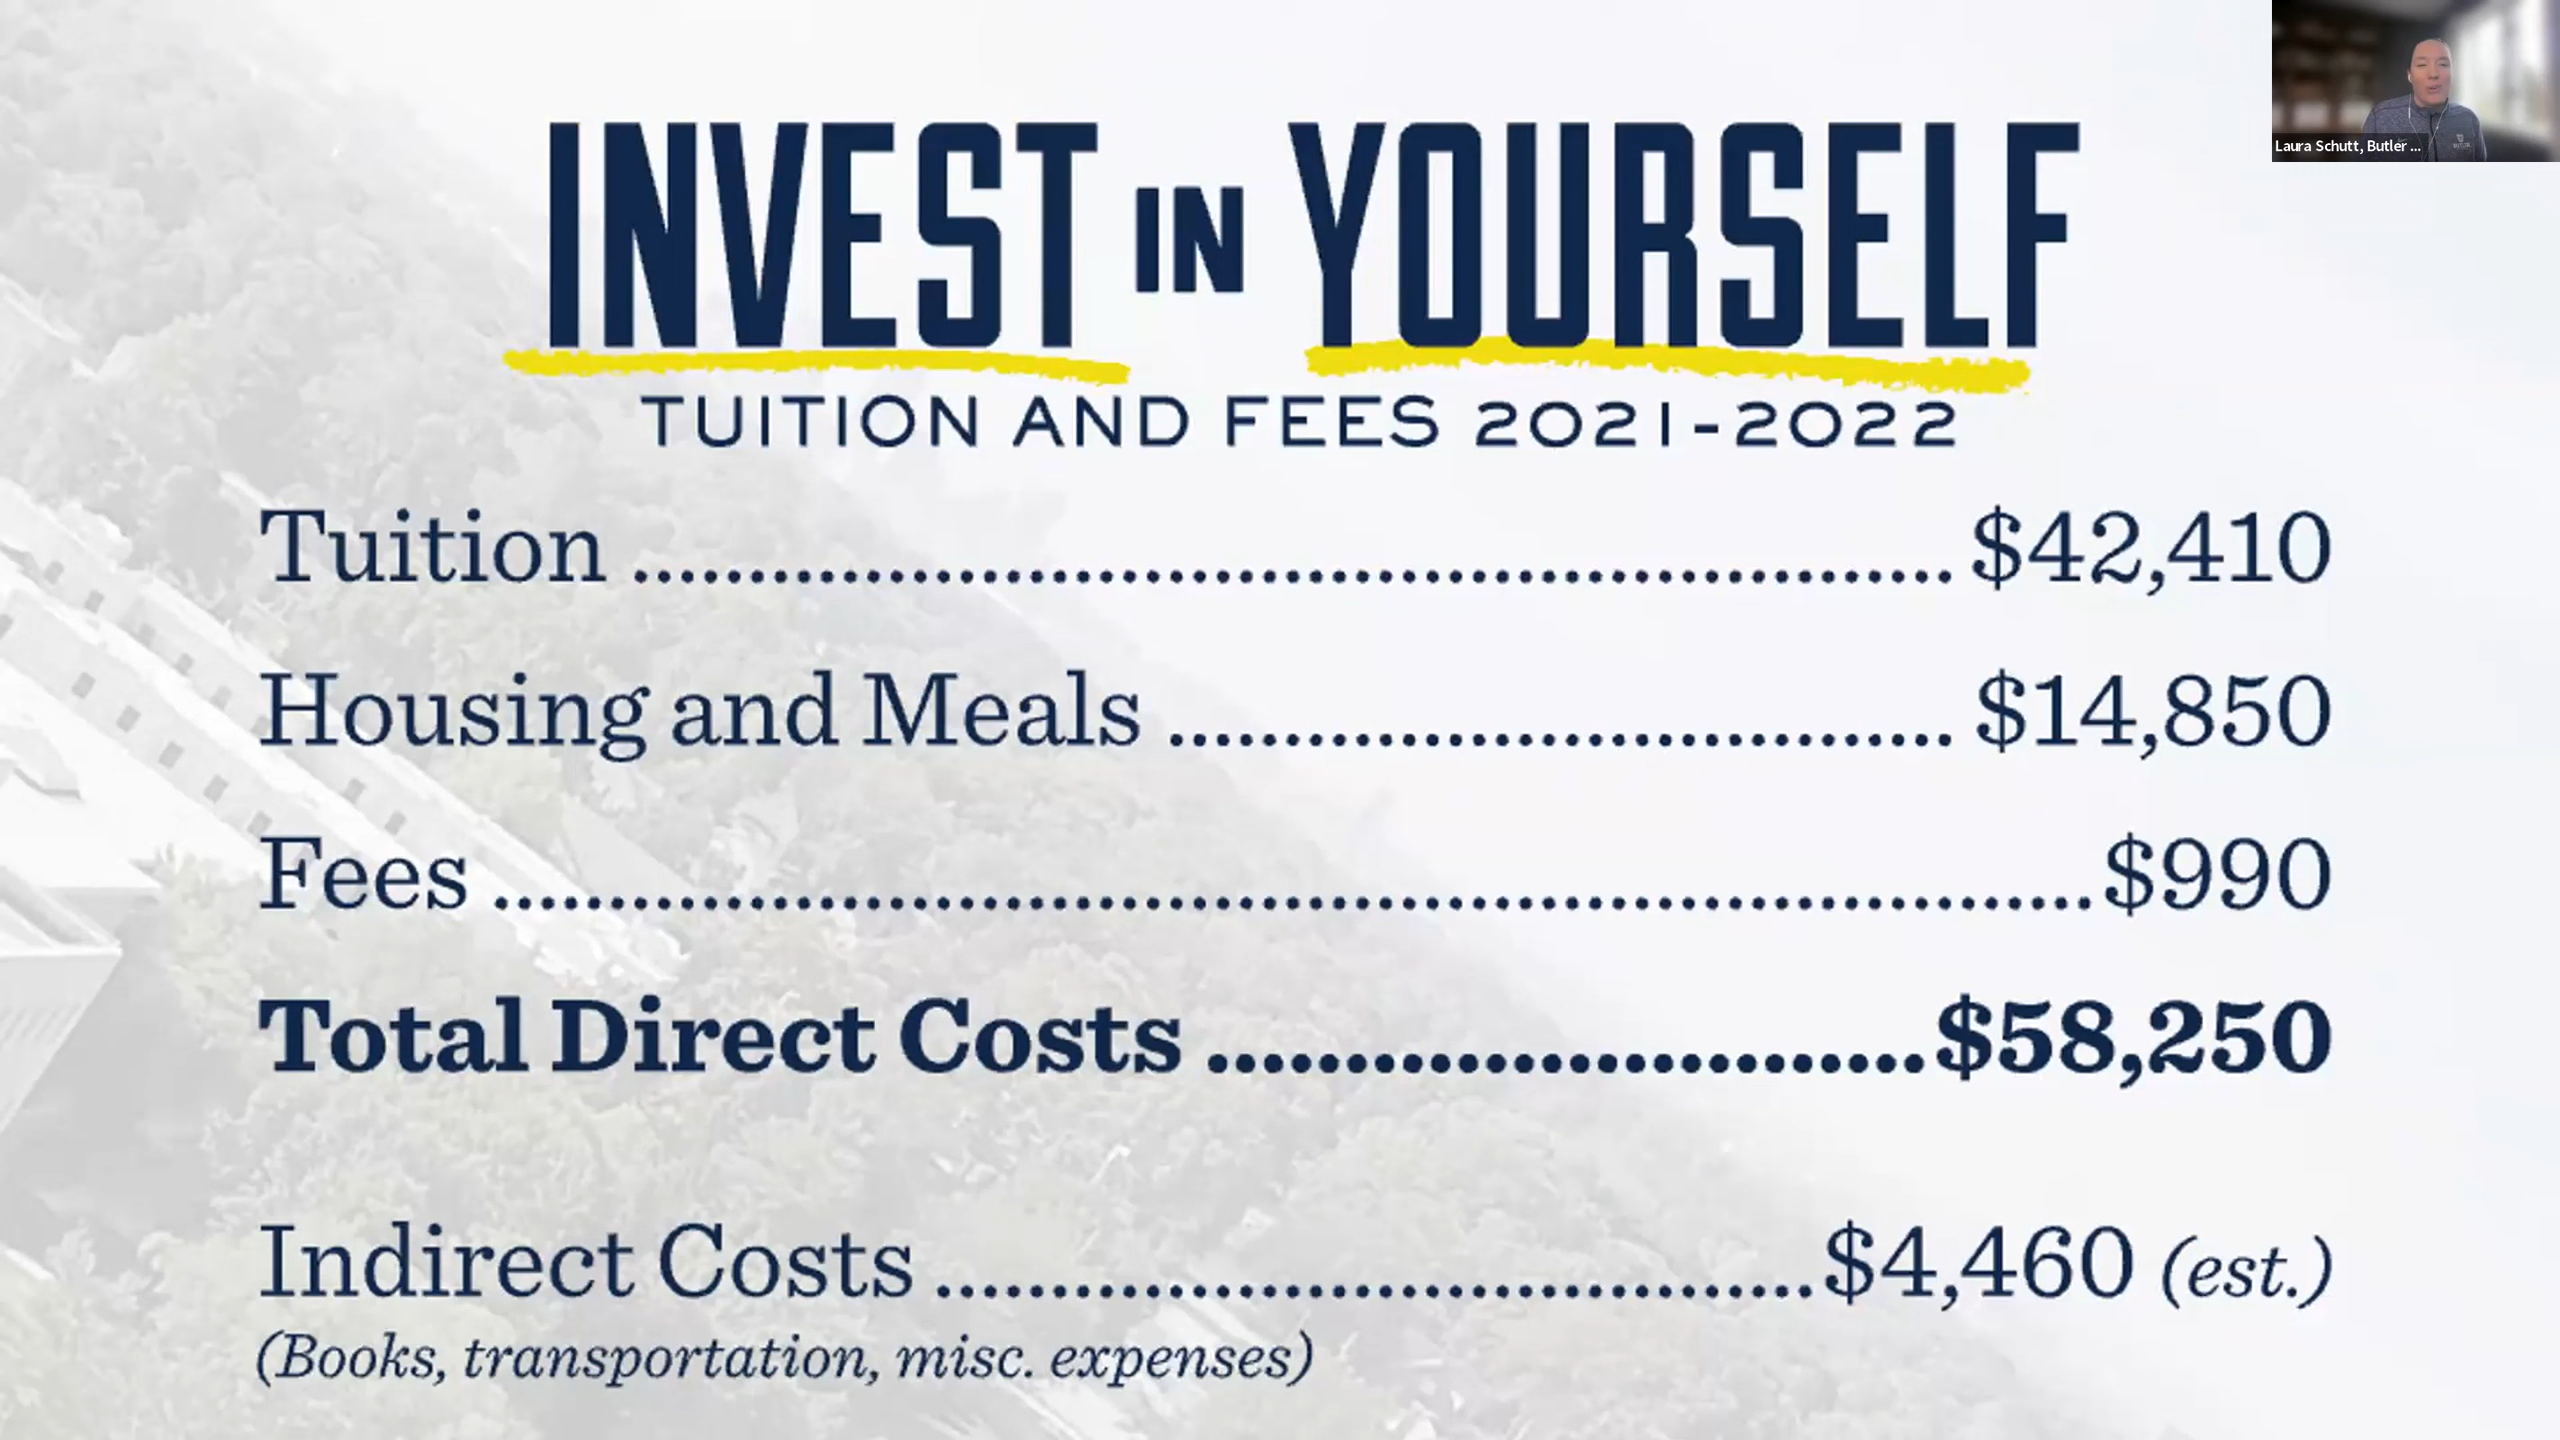 INVEST IN YOURSELF
TUITION AND FEES 2021-2022
Laura Schutt, Butler ...
Tuition ........................................................ $42,410
Housing and Meals .................................. $14,850
Fees .....................................................................$990
Total Direct Costs ..........................$58,250
Indirect Costs ......................................$4,460 (est.)
(Books, transportation, misc. expenses)